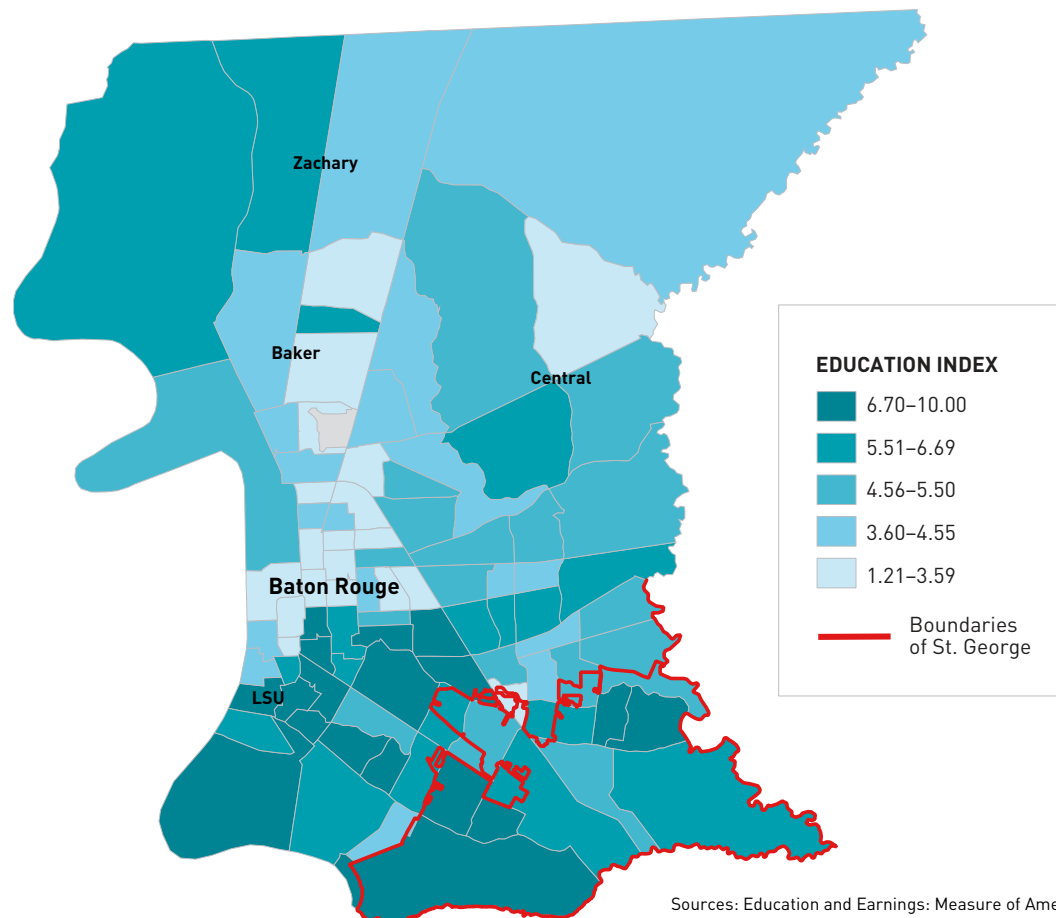 Zachary
Baker
Central
Baton Rouge
LSU
EDUCATION INDEX
6.70–10.00
5.51–6.69
4.56–5.50
3.60–4.55
1.21–3.59
Boundaries
of St. George
Sources: Education and Earnings: Measure of Ame